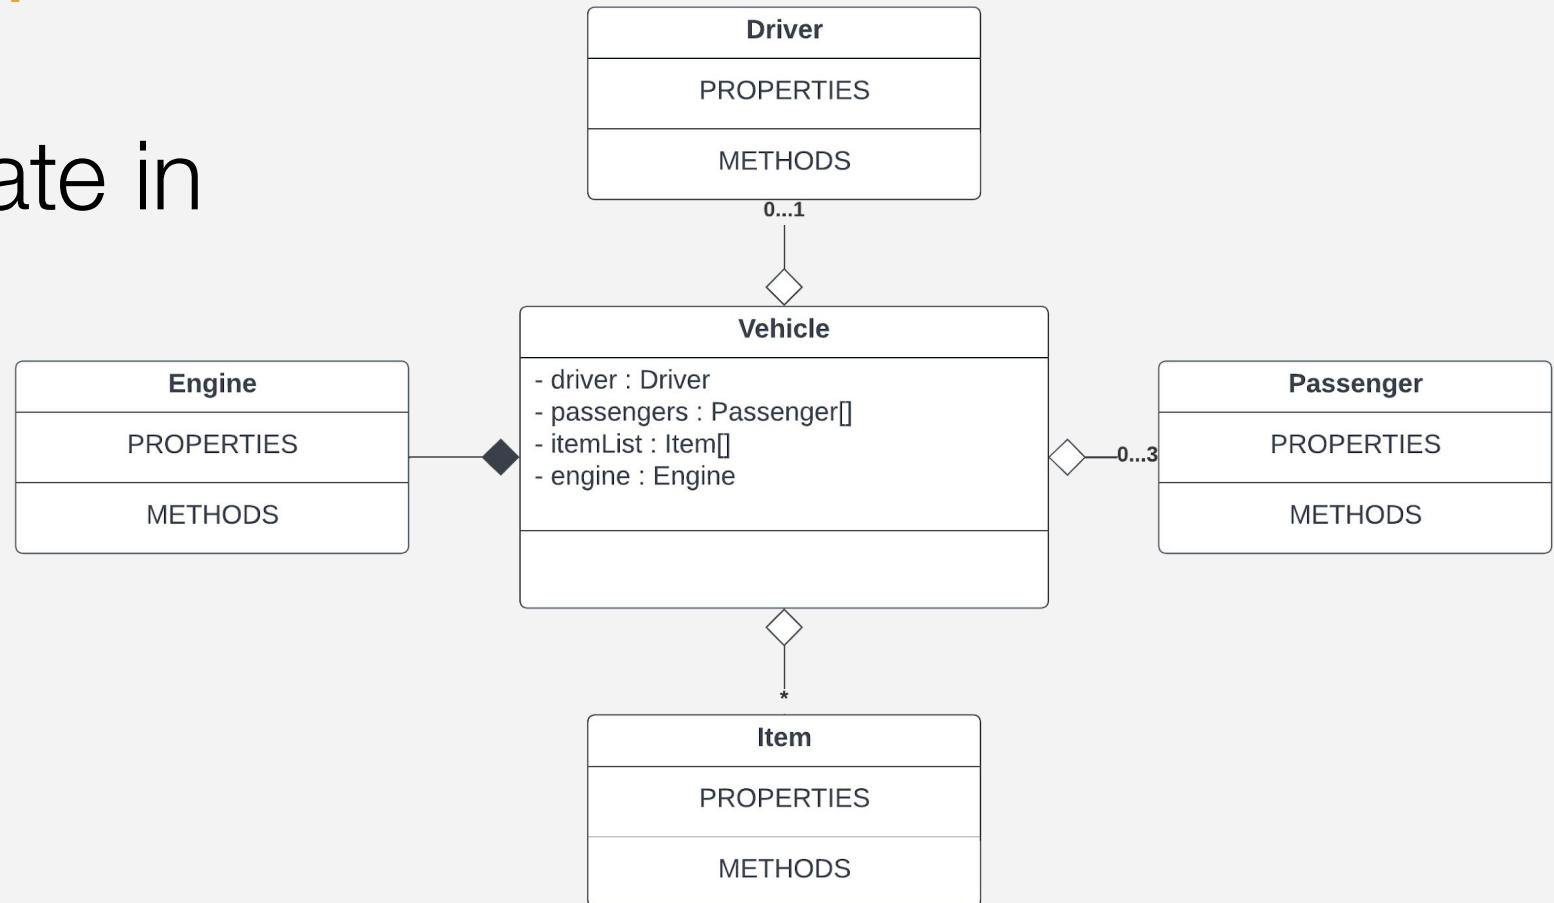 Driver
PROPERTIES
METHODS
0...1
ate in
Vehicle
- driver : Driver
- passengers : Passenger[]
- itemList : Item[]
- engine : Engine
Engine
PROPERTIES
METHODS
Passenger
PROPERTIES
METHODS
0...3
*
Item
PROPERTIES
METHODS